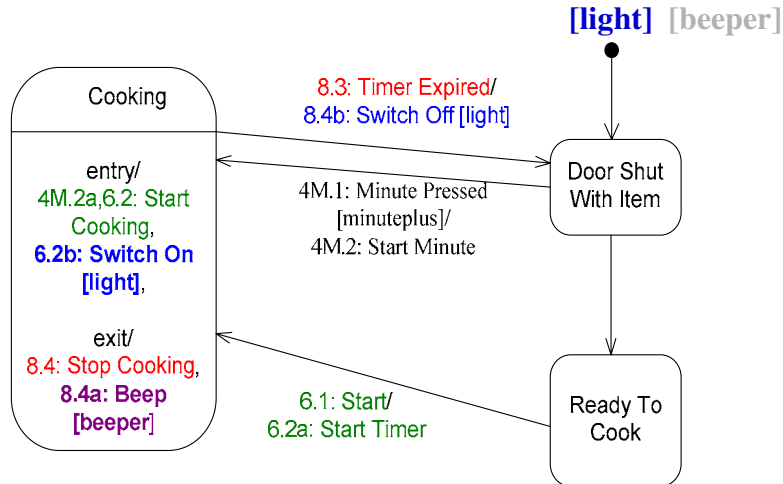 [light] [beeper]
Cooking
entry/
4M.2a,6.2: Start
Cooking,
6.2b: Switch On
[light],
exit/
8.4: Stop Cooking,
8.4a: Beep
[beeper]
8.3: Timer Expired/
8.4b: Switch Off [light]
4M.1: Minute Pressed
[minuteplus]/
4M.2: Start Minute
Door Shut
With Item
6.1: Start/
6.2a: Start Timer
Ready To
Cook